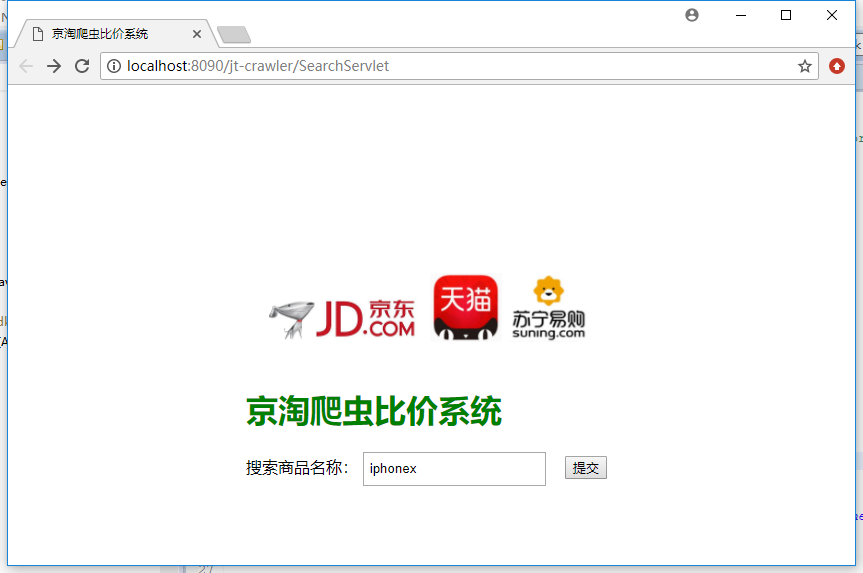 京淘爬虫比价系统
localhost:8090/jt-crawler/SearchServlet
JD.COM 京东
天猫
苏宁易购
suning.com
京淘爬虫比价系统
搜索商品名称： iphonex 提交
27